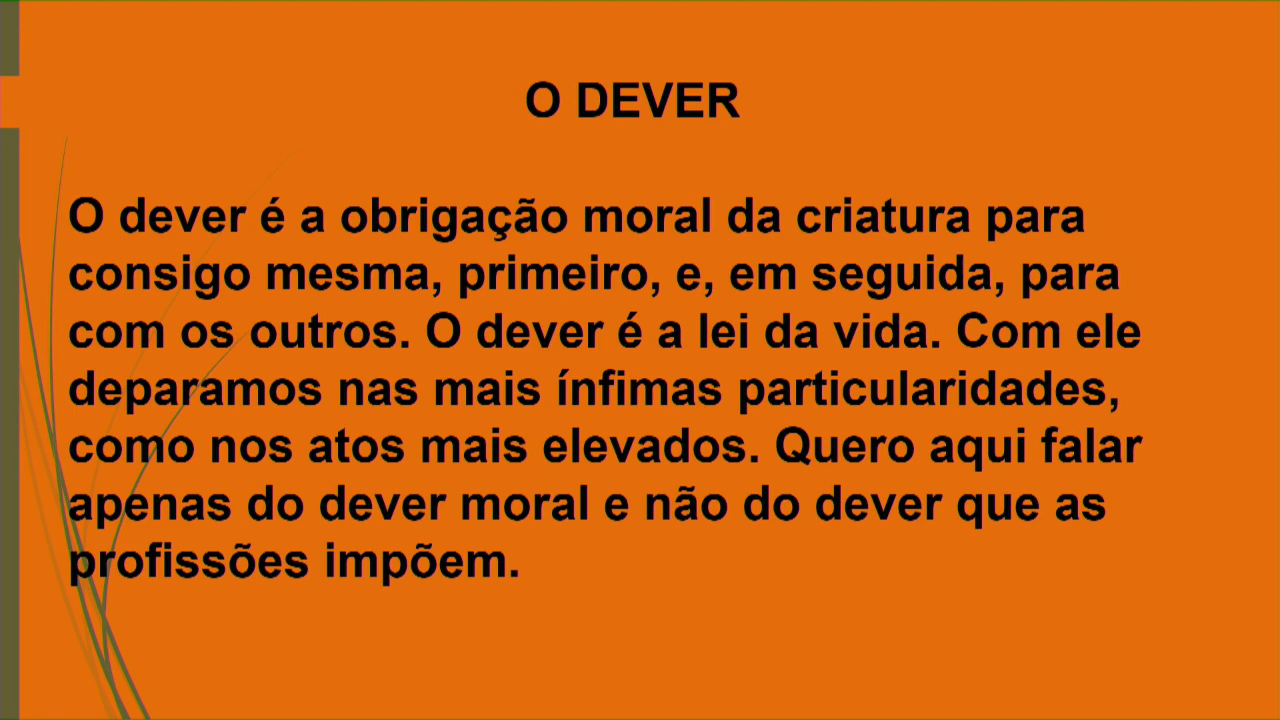 O DEVER
O dever é a obrigação moral da criatura para
consigo mesma, primeiro, e, em seguida, para
com os outros. O dever é a lei da vida. Com ele
deparamos nas mais ínfimas particularidades,
como nos atos mais elevados. Quero aqui falar
apenas do dever moral e não do dever que as
profissões impõem.